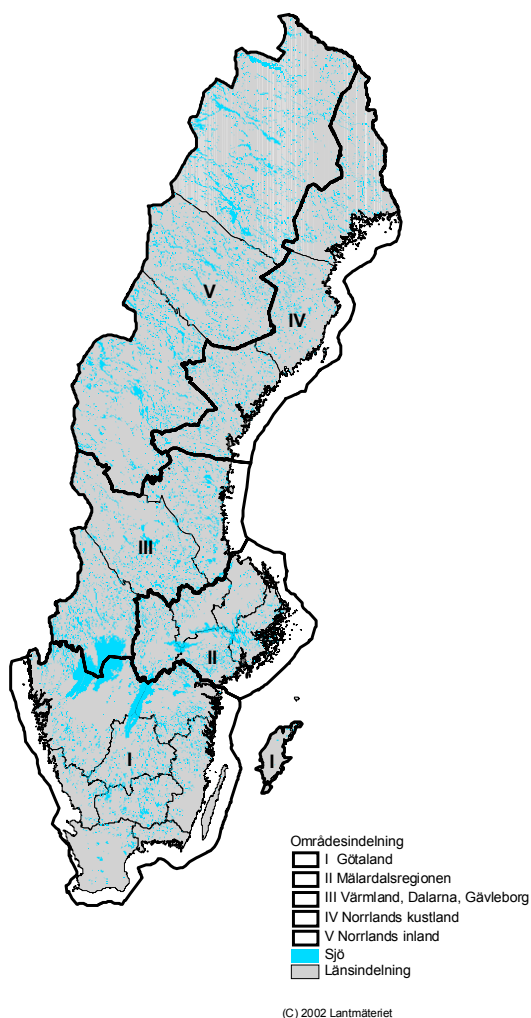 V
IV
III
II
I
I
Områdesindelning
I Götaland
II Mälardalsregionen
III Värmland, Dalarna, Gävleborg
IV Norrlands kustland
V Norrlands inland
Sjö
Länsindelning
(C) 2002 Lantmäteriet